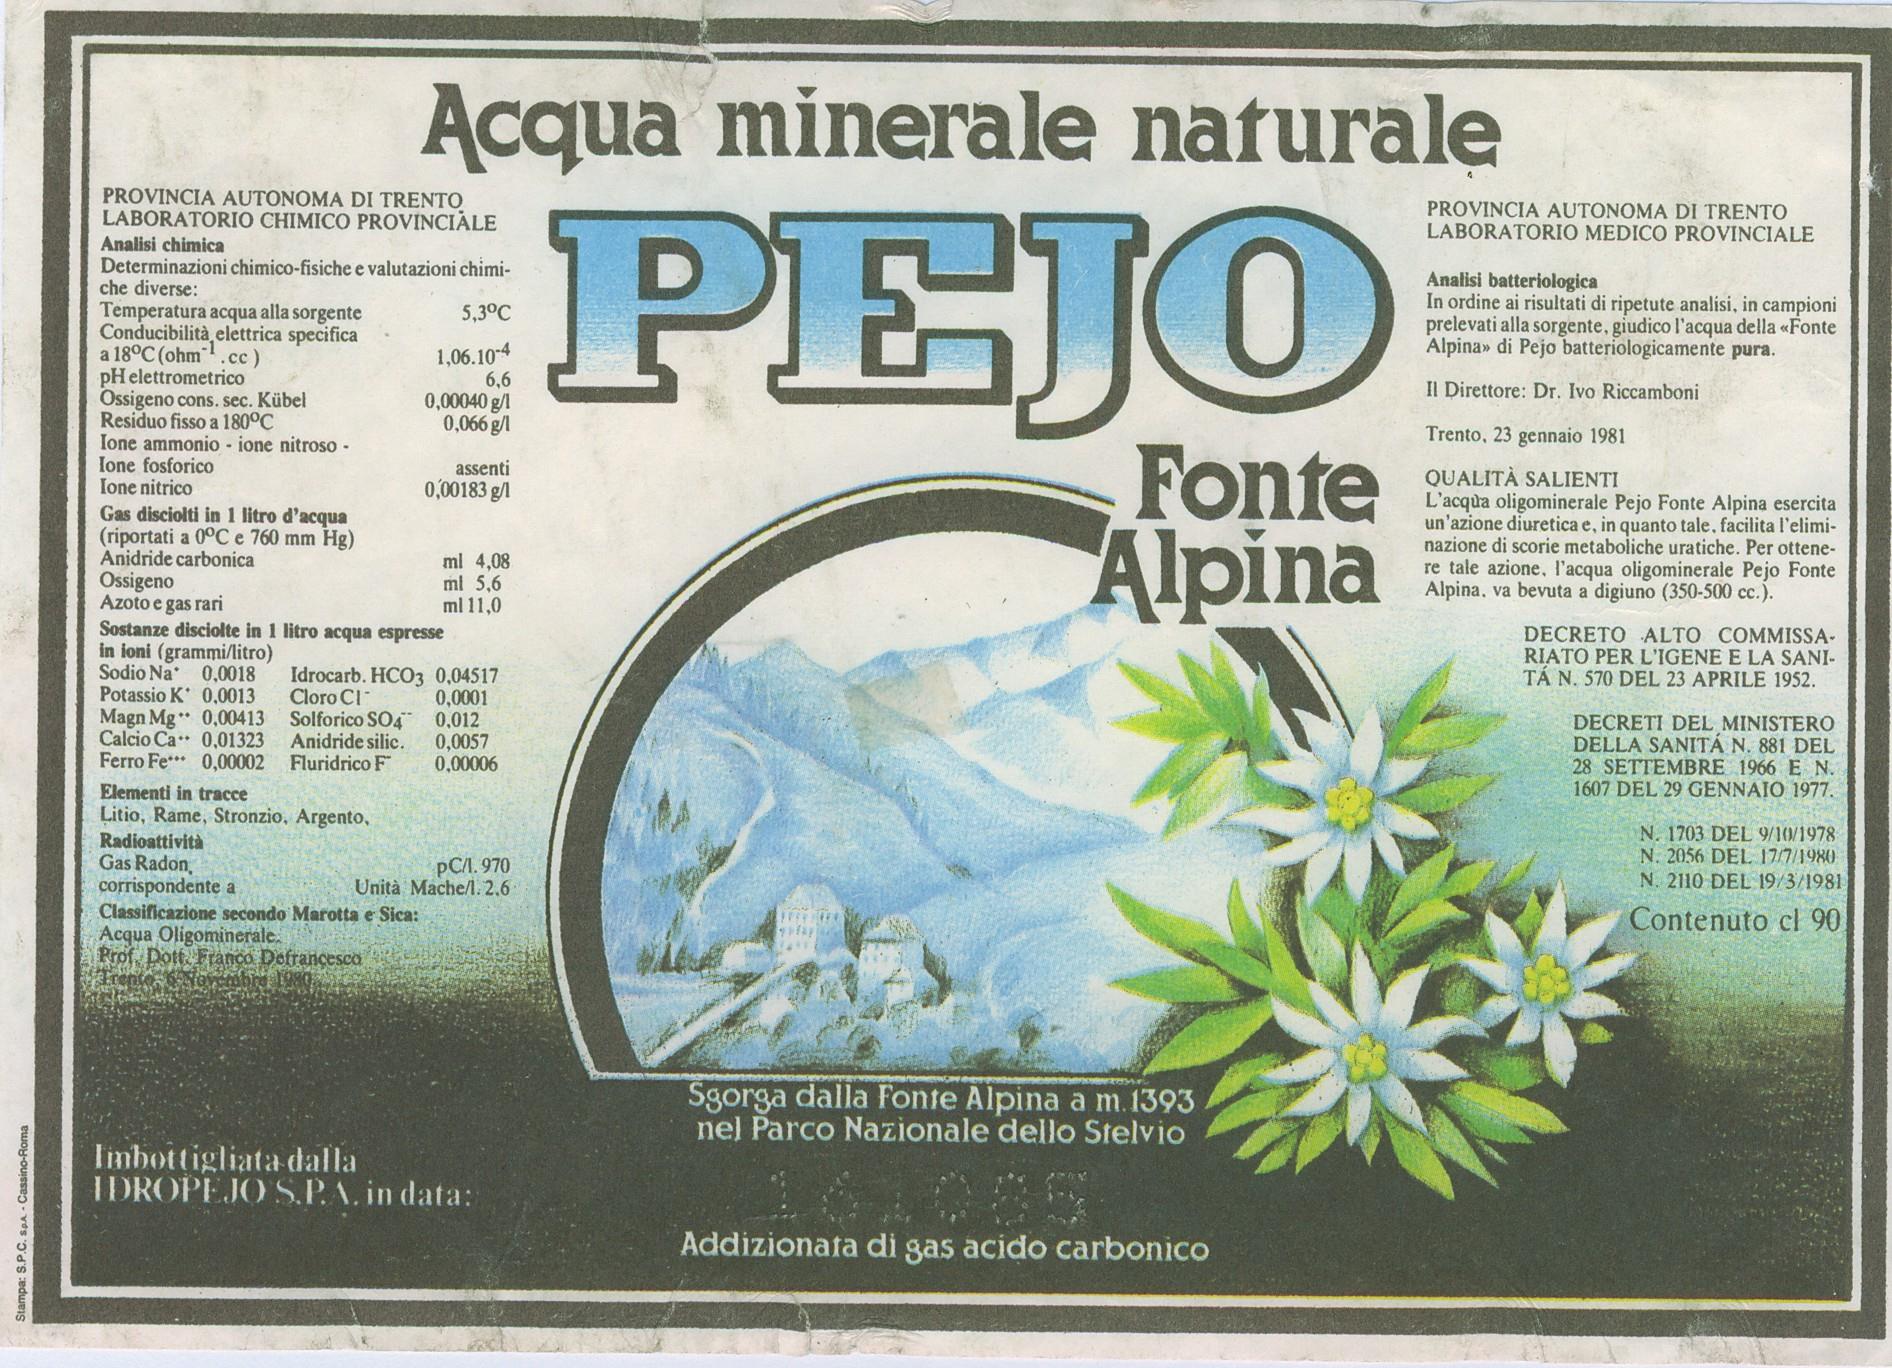 Acqua minerale naturale
PEJO
Fonte
Alpina
PROVINCIA AUTONOMA DI TRENTO
LABORATORIO CHIMICO PROVINCIALE
Analisi chimica
Determinazioni chimico-fisiche e valutazioni chimi-
che diverse:
Temperatura acqua alla sorgente 5,3ºC
Conducibilità elettrica specifica
a 18ºC (ohm⁻¹ .cc ) 1,06.10⁻⁴
pH elettrometrico 6,6
Ossigeno cons. sec. Kübel 0,00040 g/l
Residuo fisso a 180ºC 0,066 g/l
Ione ammonio - ione nitroso -
Ione fosforico assenti
Ione nitrico 0,00183 g/l
Gas disciolti in 1 litro d'acqua
(riportati a 0ºC e 760 mm Hg)
Anidride carbonica ml 4,08
Ossigeno ml 5,6
Azoto e gas rari ml 11,0
Sostanze disciolte in 1 litro acqua espresse
in ioni (grammi/litro)
Sodio Na⁺ 0,0018 Idrocarb. HCO3 0,04517
Potassio K⁺ 0,0013 Cloro Cl⁻ 0,0001
Magn Mg⁺⁺ 0,00413 Solforico SO4⁻⁻ 0,012
Calcio Ca⁺⁺ 0,01323 Anidride silic. 0,0057
Ferro Fe⁺⁺⁺ 0,00002 Fluridrico F⁻ 0,00006
Elementi in tracce
Litio, Rame, Stronzio, Argento,
Radioattività
Gas Radon, pC/l. 970
corrispondente a Unità Mache/l. 2,6
Classificazione secondo Marotta e Sica:
Acqua Oligominerale.
Prof. Dott. Franco Defrancesco
Trento, 6 Novembre 1980
Imbottigliata dalla
IDROPEJO S.P.A. in data:
Sgorga dalla Fonte Alpina a m.1393
nel Parco Nazionale dello Stelvio
161085
Addizionata di gas acido carbonico
PROVINCIA AUTONOMA DI TRENTO
LABORATORIO MEDICO PROVINCIALE
Analisi batteriologica
In ordine ai risultati di ripetute analisi, in campioni
prelevati alla sorgente, giudico l'acqua della «Fonte
Alpina» di Pejo batteriologicamente pura.
Il Direttore: Dr. Ivo Riccamboni
Trento, 23 gennaio 1981
QUALITÀ SALIENTI
L'acqua oligominerale Pejo Fonte Alpina esercita
un'azione diuretica e, in quanto tale, facilita l'elimi-
nazione di scorie metaboliche uratiche. Per ottene-
re tale azione, l'acqua oligominerale Pejo Fonte
Alpina, va bevuta a digiuno (350-500 cc.).
DECRETO ALTO COMMISSA-
RIATO PER L'IGENE E LA SANI-
TÁ N. 570 DEL 23 APRILE 1952.
DECRETI DEL MINISTERO
DELLA SANITÁ N. 881 DEL
28 SETTEMBRE 1966 E N.
1607 DEL 29 GENNAIO 1977.
N. 1703 DEL 9/10/1978
N. 2056 DEL 17/7/1980
N. 2110 DEL 19/3/1981
Contenuto cl 90
Stampa: S.P.C. S.p.A. - Cassino-Roma